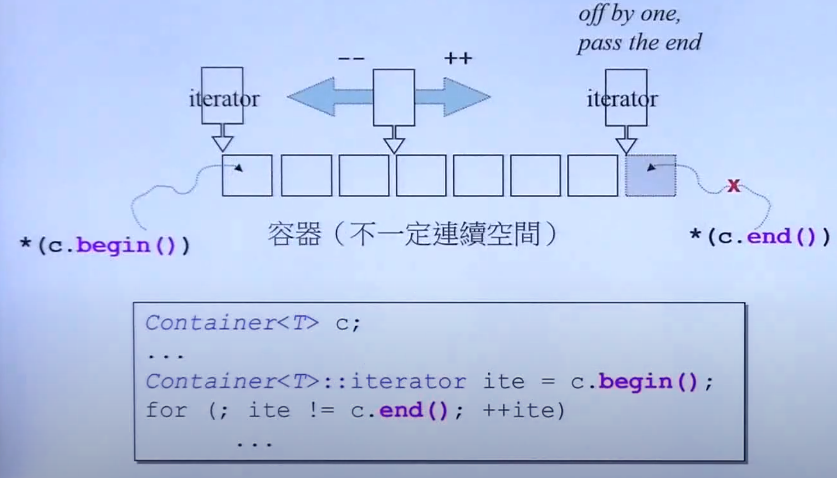 off by one,
pass the end
-- ++
iterator iterator
x
*(c.begin()) 容器（不一定連續空間） *(c.end())
Container<T> c;
...
Container<T>::iterator ite = c.begin();
for (; ite != c.end(); ++ite)
...